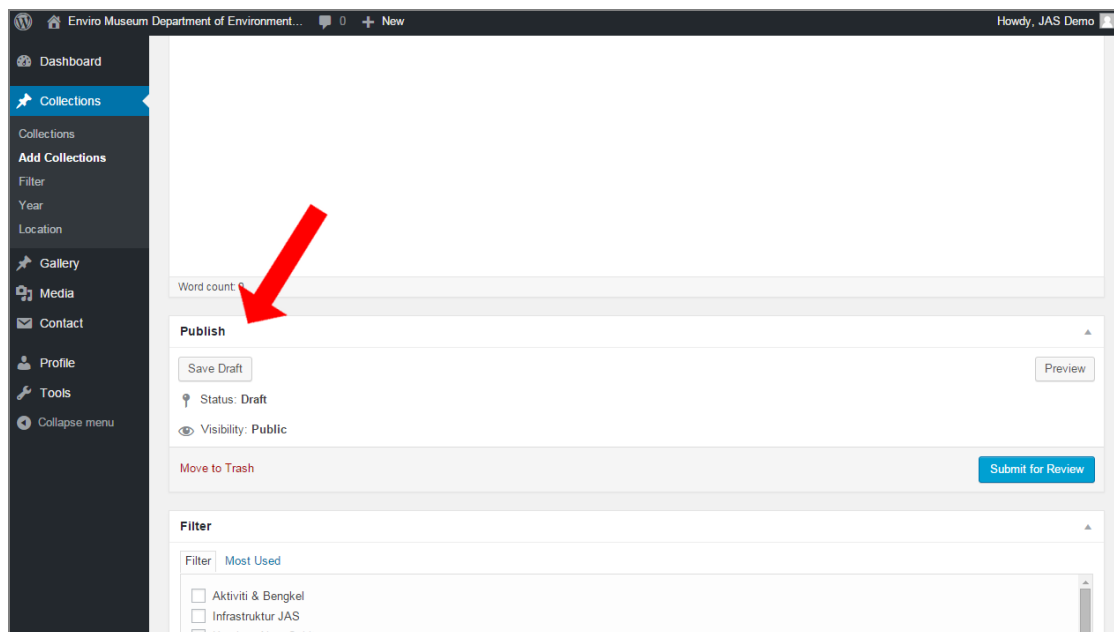 Enviro Museum Department of Environment... 0 New
Howdy, JAS Demo
Dashboard
Collections
Collections
Add Collections
Filter
Year
Location
Gallery
Media
Contact
Profile
Tools
Collapse menu
Word count:
Publish
Save Draft
Preview
Status: Draft
Visibility: Public
Move to Trash
Submit for Review
Filter
Filter Most Used
Aktiviti & Bengkel
Infrastruktur JAS